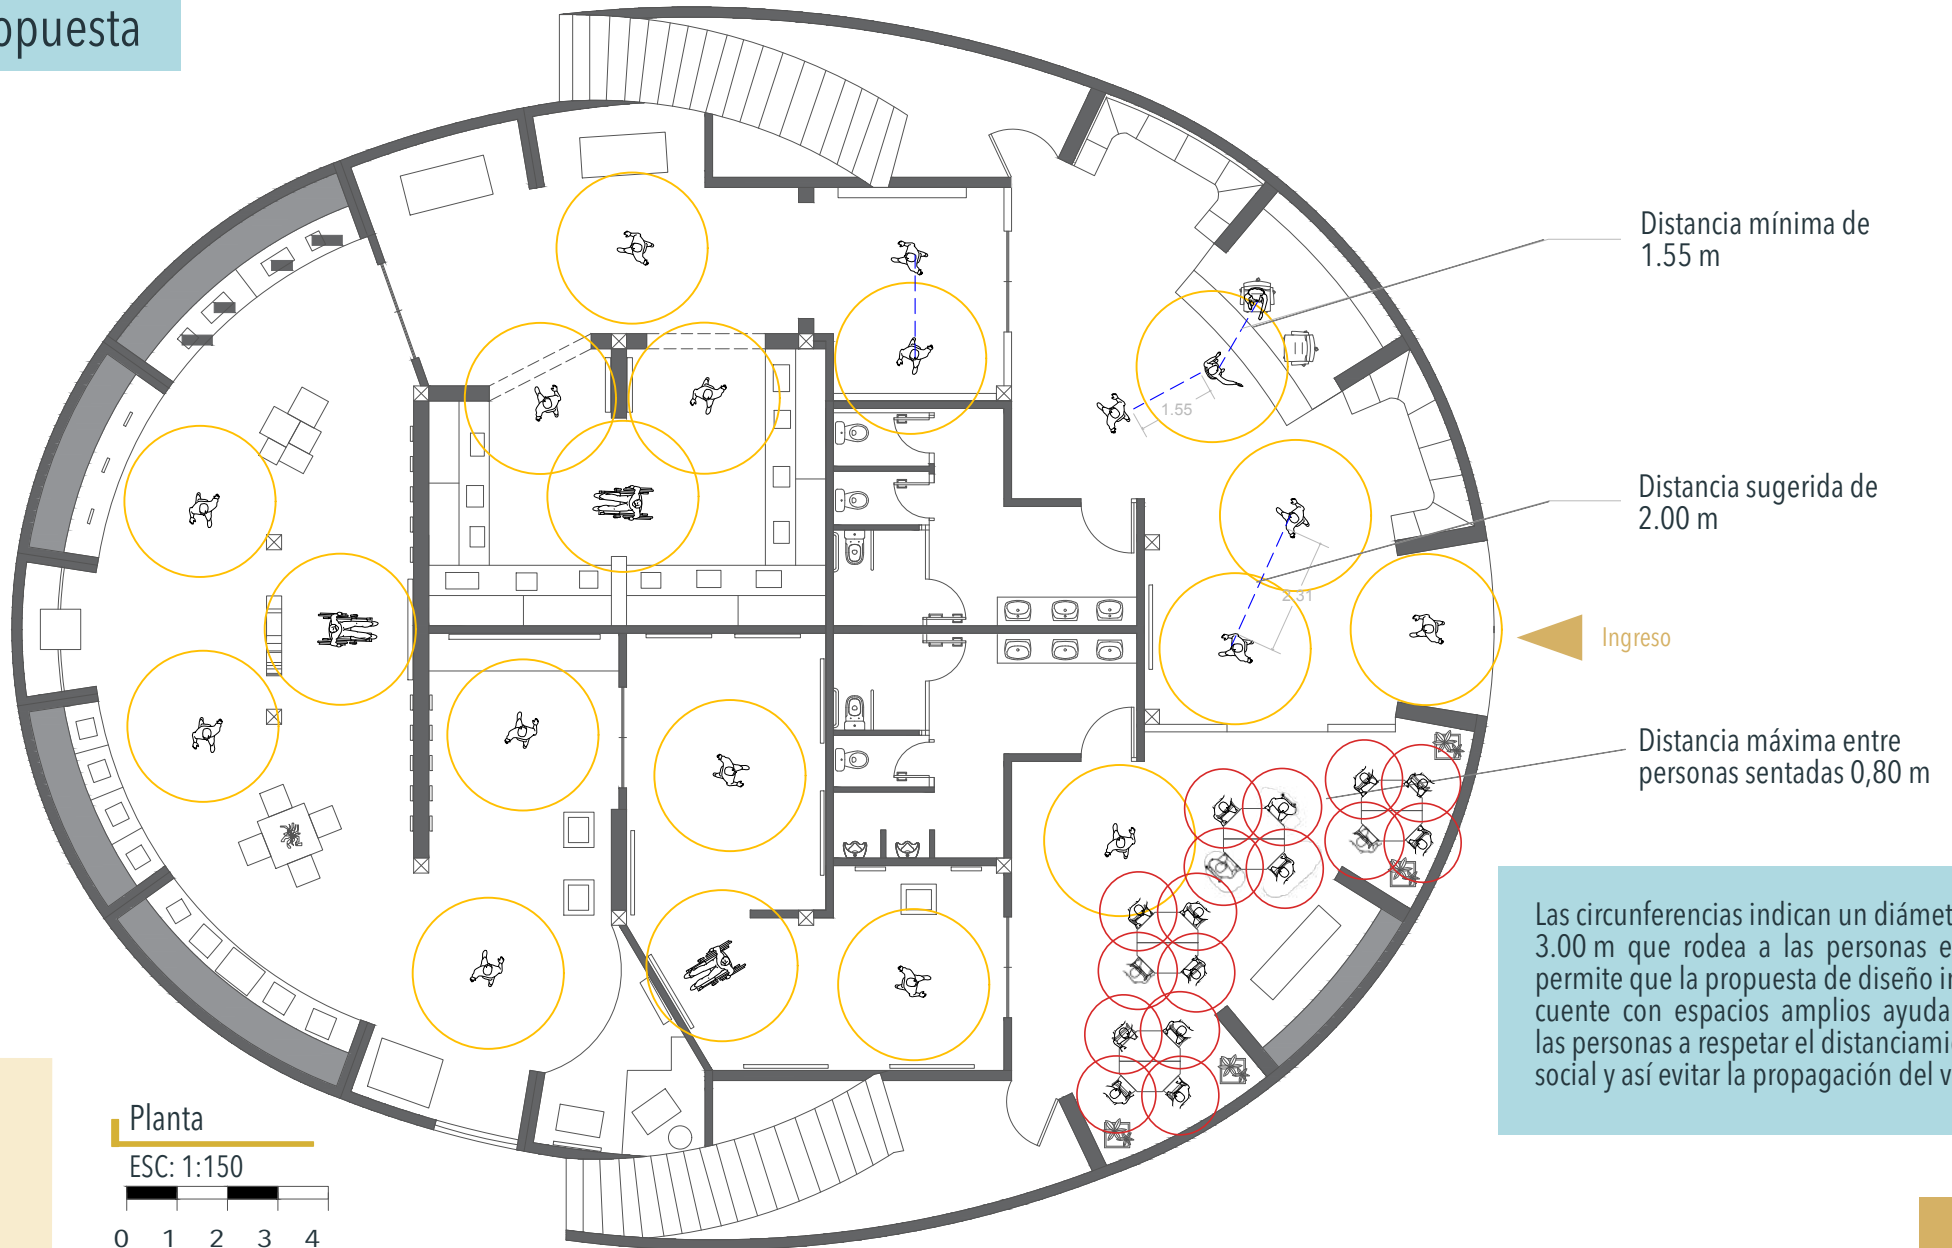 opuesta
Distancia mínima de
1.55 m
1.55
Distancia sugerida de
2.00 m
2.31
Ingreso
Distancia máxima entre
personas sentadas 0,80 m
Las circunferencias indican un diámet
3.00 m que rodea a las personas e
permite que la propuesta de diseño in
cuente con espacios amplios ayuda
las personas a respetar el distanciami
social y así evitar la propagación del v
Planta
ESC: 1:150
0 1 2 3 4